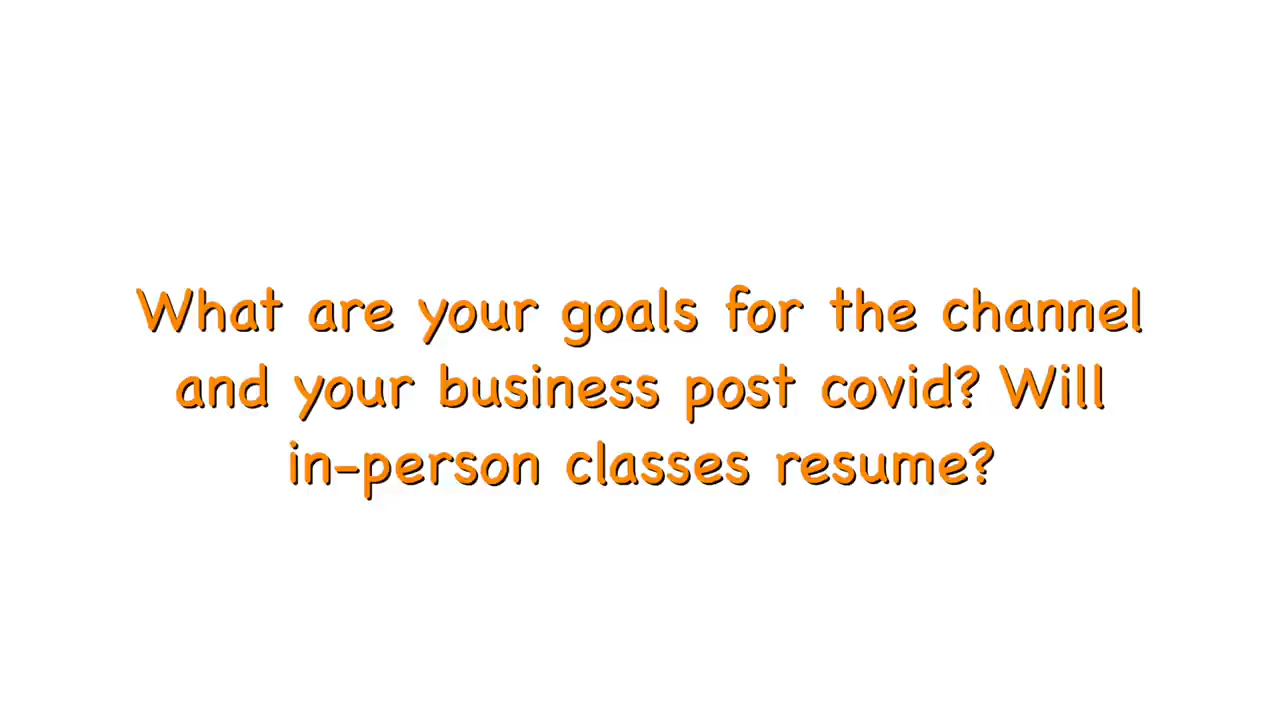 What are your goals for the channel
and your business post covid? Will
in-person classes resume?